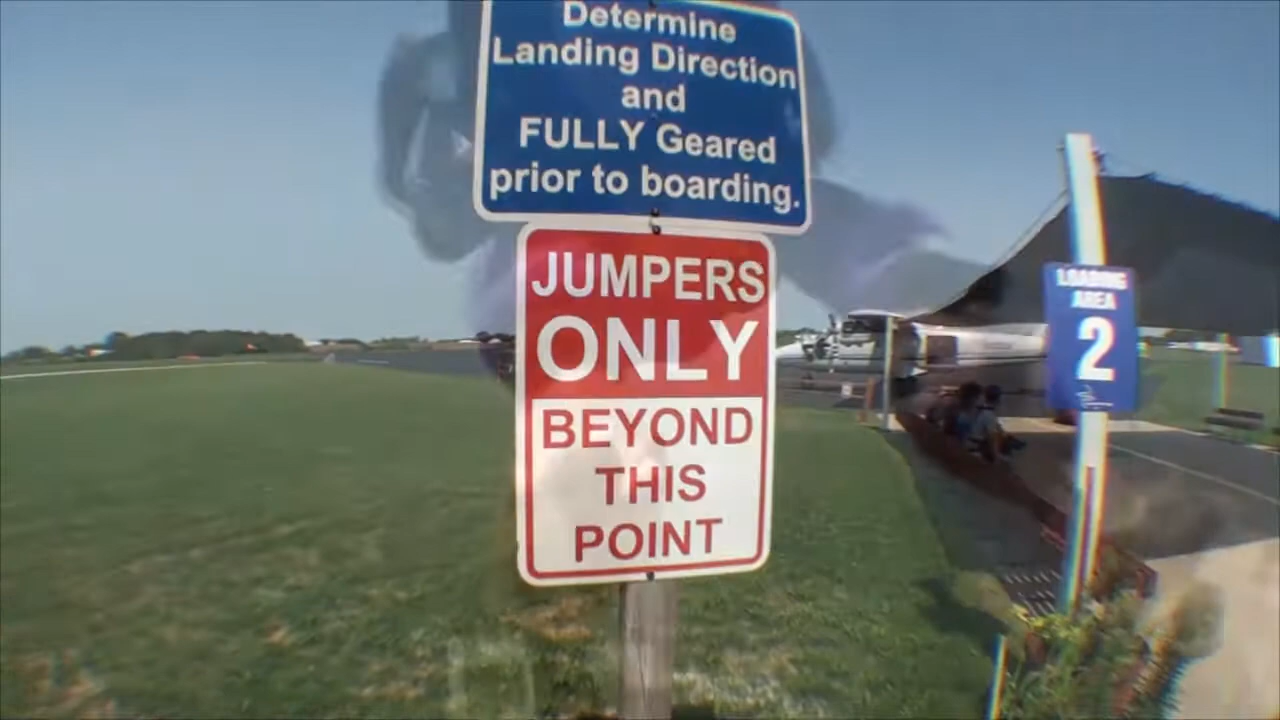 Determine
Landing Direction
and
FULLY Geared
prior to boarding.
JUMPERS
ONLY
BEYOND
THIS
POINT
LOADING
AREA
2